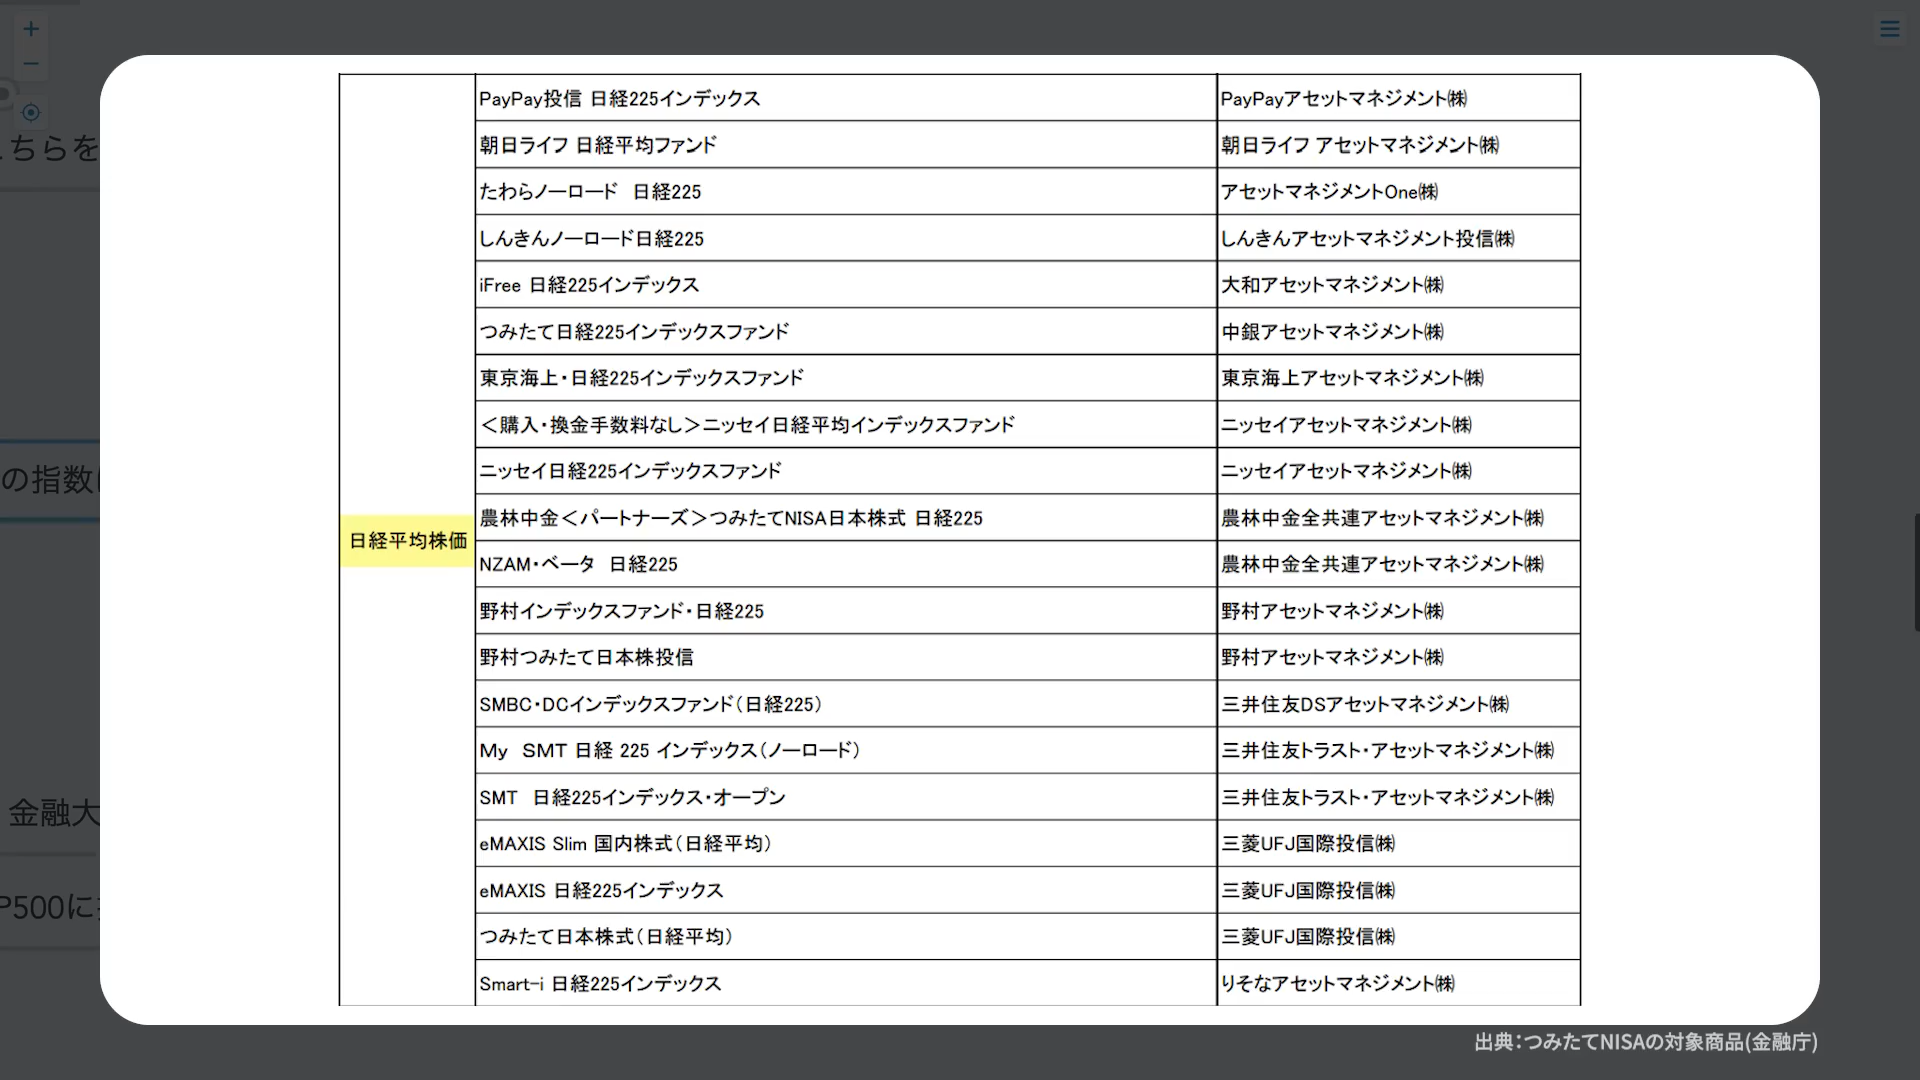 PayPay投信 日経225インデックス PayPayアセットマネジメント㈱
朝日ライフ 日経平均ファンド 朝日ライフ アセットマネジメント㈱
たわらノーロード　日経225 アセットマネジメントOne㈱
しんきんノーロード日経225 しんきんアセットマネジメント投信㈱
iFree 日経225インデックス 大和アセットマネジメント㈱
つみたて日経225インデックスファンド 中銀アセットマネジメント㈱
東京海上・日経225インデックスファンド 東京海上アセットマネジメント㈱
＜購入・換金手数料なし＞ニッセイ日経平均インデックスファンド ニッセイアセットマネジメント㈱
ニッセイ日経225インデックスファンド ニッセイアセットマネジメント㈱
農林中金＜パートナーズ＞つみたてNISA日本株式 日経225 農林中金全共連アセットマネジメント㈱
日経平均株価
NZAM・ベータ　日経225 農林中金全共連アセットマネジメント㈱
野村インデックスファンド・日経225 野村アセットマネジメント㈱
野村つみたて日本株投信 野村アセットマネジメント㈱
SMBC・DCインデックスファンド（日経225） 三井住友DSアセットマネジメント㈱
My　SMT 日経 225 インデックス（ノーロード） 三井住友トラスト・アセットマネジメント㈱
SMT　日経225インデックス・オープン 三井住友トラスト・アセットマネジメント㈱
eMAXIS Slim 国内株式（日経平均） 三菱UFJ国際投信㈱
eMAXIS 日経225インデックス 三菱UFJ国際投信㈱
つみたて日本株式（日経平均） 三菱UFJ国際投信㈱
Smart-i 日経225インデックス りそなアセットマネジメント㈱
ちらを
の指数
金融大
P500に
出典：つみたてNISAの対象商品(金融庁)